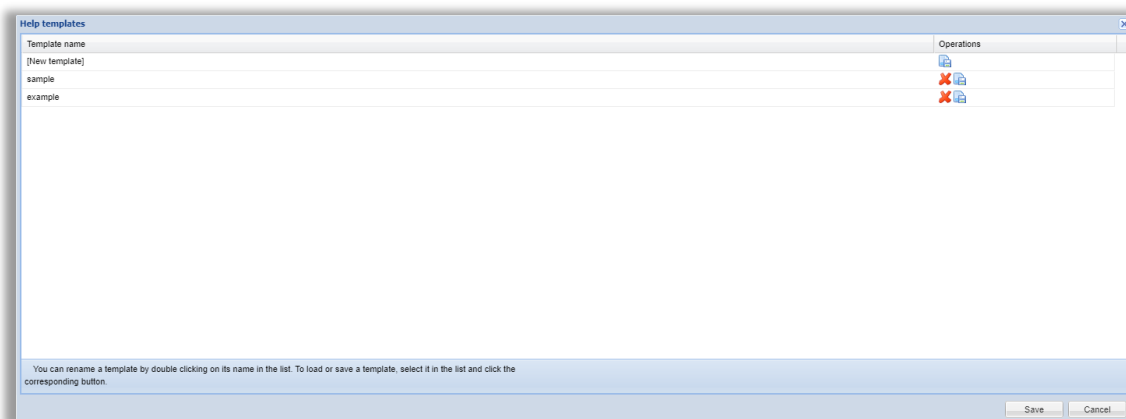 Help templates
Template name Operations
[New template]
sample
example
You can rename a template by double clicking on its name in the list. To load or save a template, select it in the list and click the
corresponding button.
Save Cancel